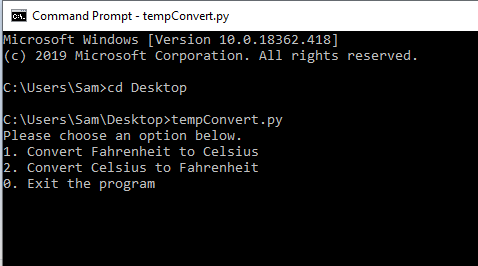 Command Prompt - tempConvert.py
Microsoft Windows [Version 10.0.18362.418]
(c) 2019 Microsoft Corporation. All rights reserved.
C:\Users\Sam>cd Desktop
C:\Users\Sam\Desktop>tempConvert.py
Please choose an option below.
1. Convert Fahrenheit to Celsius
2. Convert Celsius to Fahrenheit
0. Exit the program